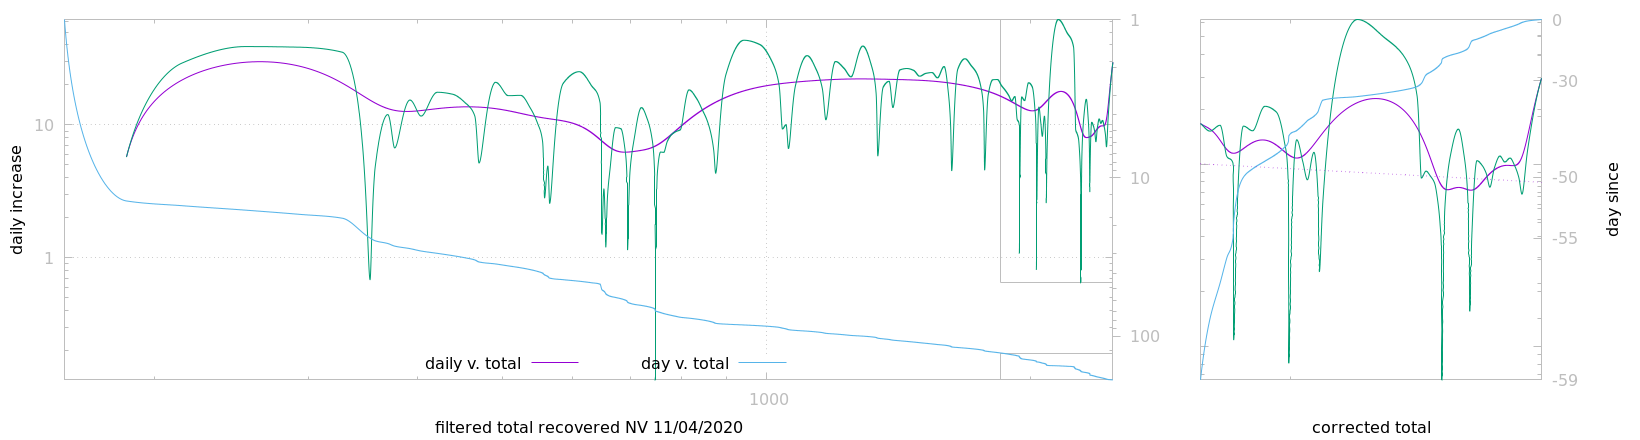 daily increase
10
1
1
10
100
daily v. total
day v. total
1000
filtered total recovered NV 11/04/2020
0
-30
-50
-55
-59
day since
corrected total